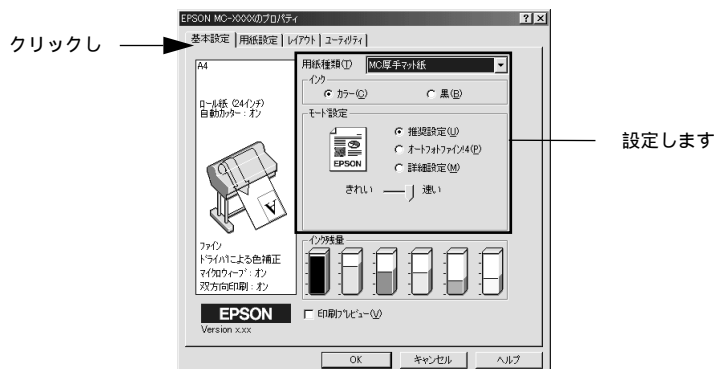 EPSON MC-XXXXのプロパティ
基本設定 用紙設定 レイアウト ユーティリティ
クリックし
A4
ロール紙 (24インチ)
自動カッター : オン
ファイン
ドライバによる色補正
マイクロウィーブ : オン
双方向印刷 : オン
EPSON
Version x.xx
用紙種類(T) MC厚手マット紙
インク
カラー(C) 黒(B)
モード設定
EPSON
推奨設定(U)
オートフォトファイン!4(P)
詳細設定(M)
きれい 速い
設定します
インク残量
印刷プレビュー(V)
OK キャンセル ヘルプ